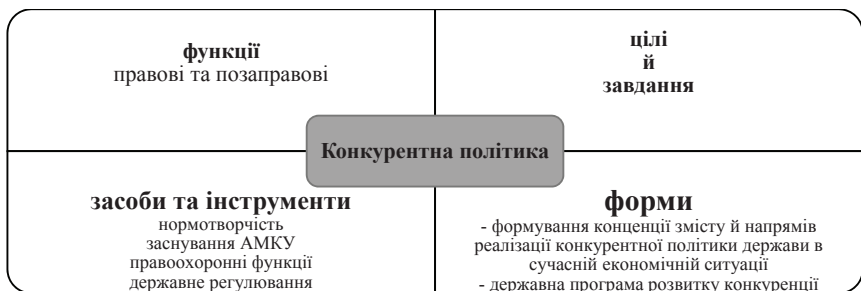 функції
правові та позаправові
цілі
й
завдання
Конкурентна політика
засоби та інструменти
нормотворчість
заснування АМКУ
правоохоронні функції
державне регулювання
форми
- формування конценції змісту й напрямів
реалізації конкурентної політики держави в
сучасній економічній ситуації
- державна програма розвитку конкуренції